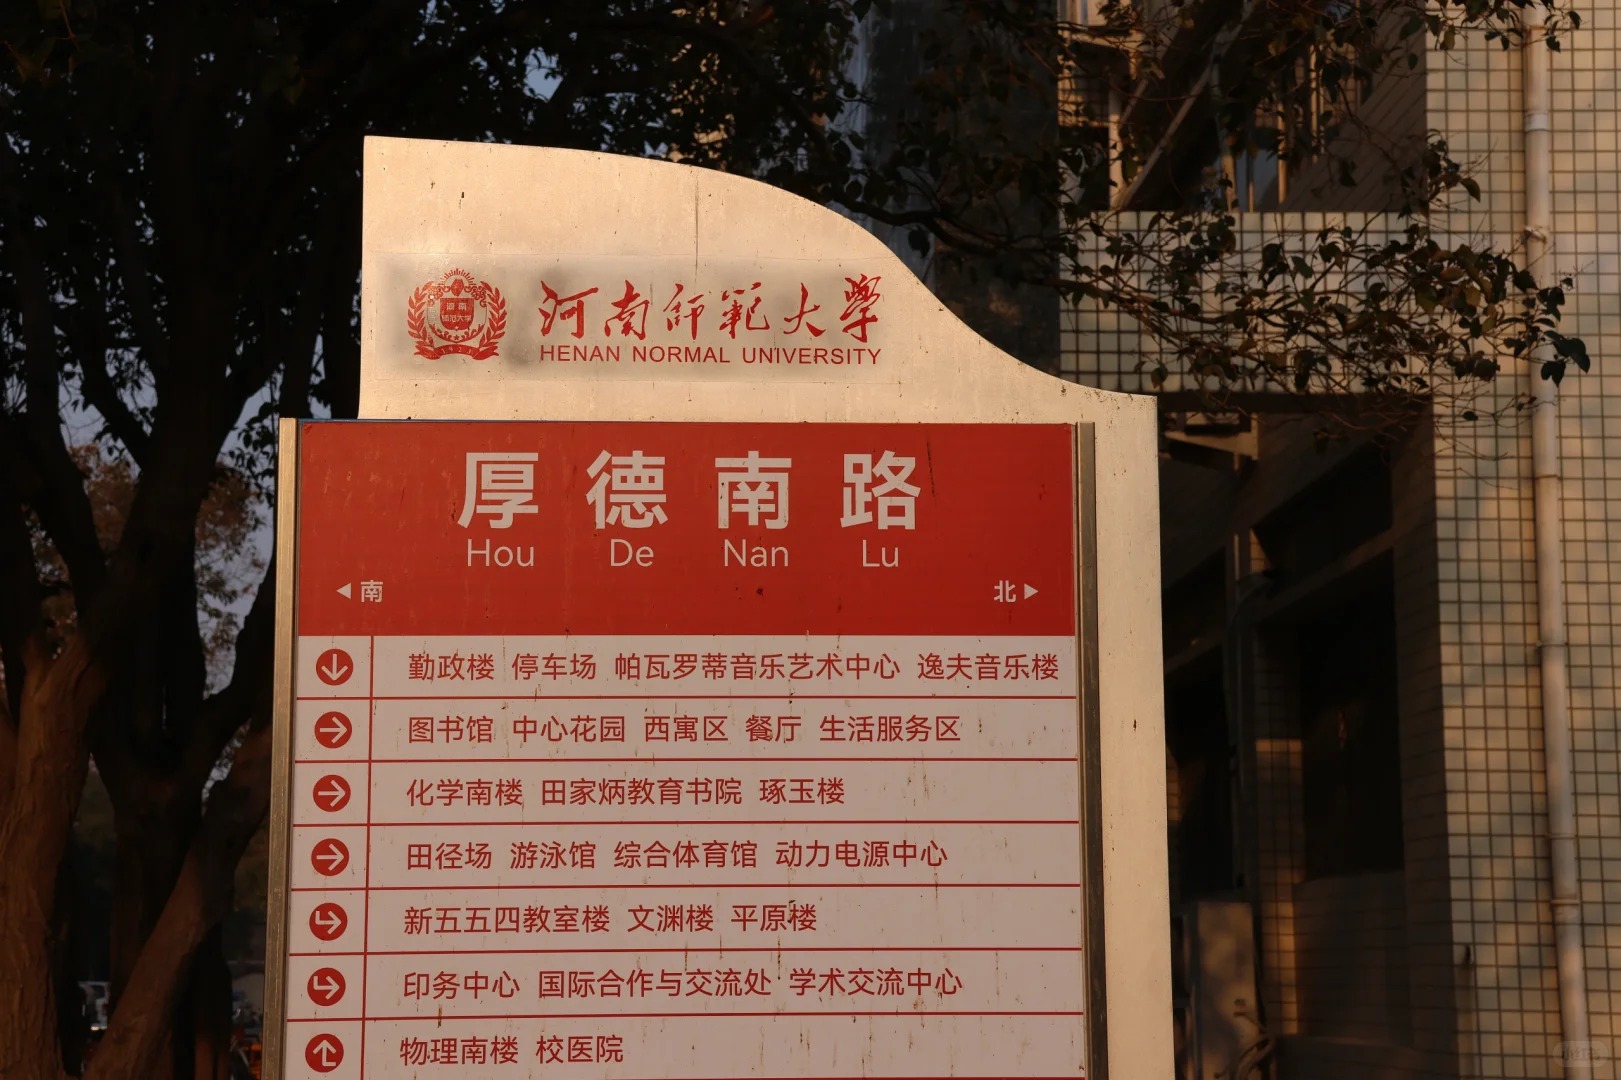 河南師範大學
HENAN NORMAL UNIVERSITY
厚德南路
Hou De Nan Lu
南 北
勤政楼 停车场 帕瓦罗蒂音乐艺术中心 逸夫音乐楼
图书馆 中心花园 西寓区 餐厅 生活服务区
化学南楼 田家炳教育书院 琢玉楼
田径场 游泳馆 综合体育馆 动力电源中心
新五五四教室楼 文渊楼 平原楼
印务中心 国际合作与交流处 学术交流中心
物理南楼 校医院